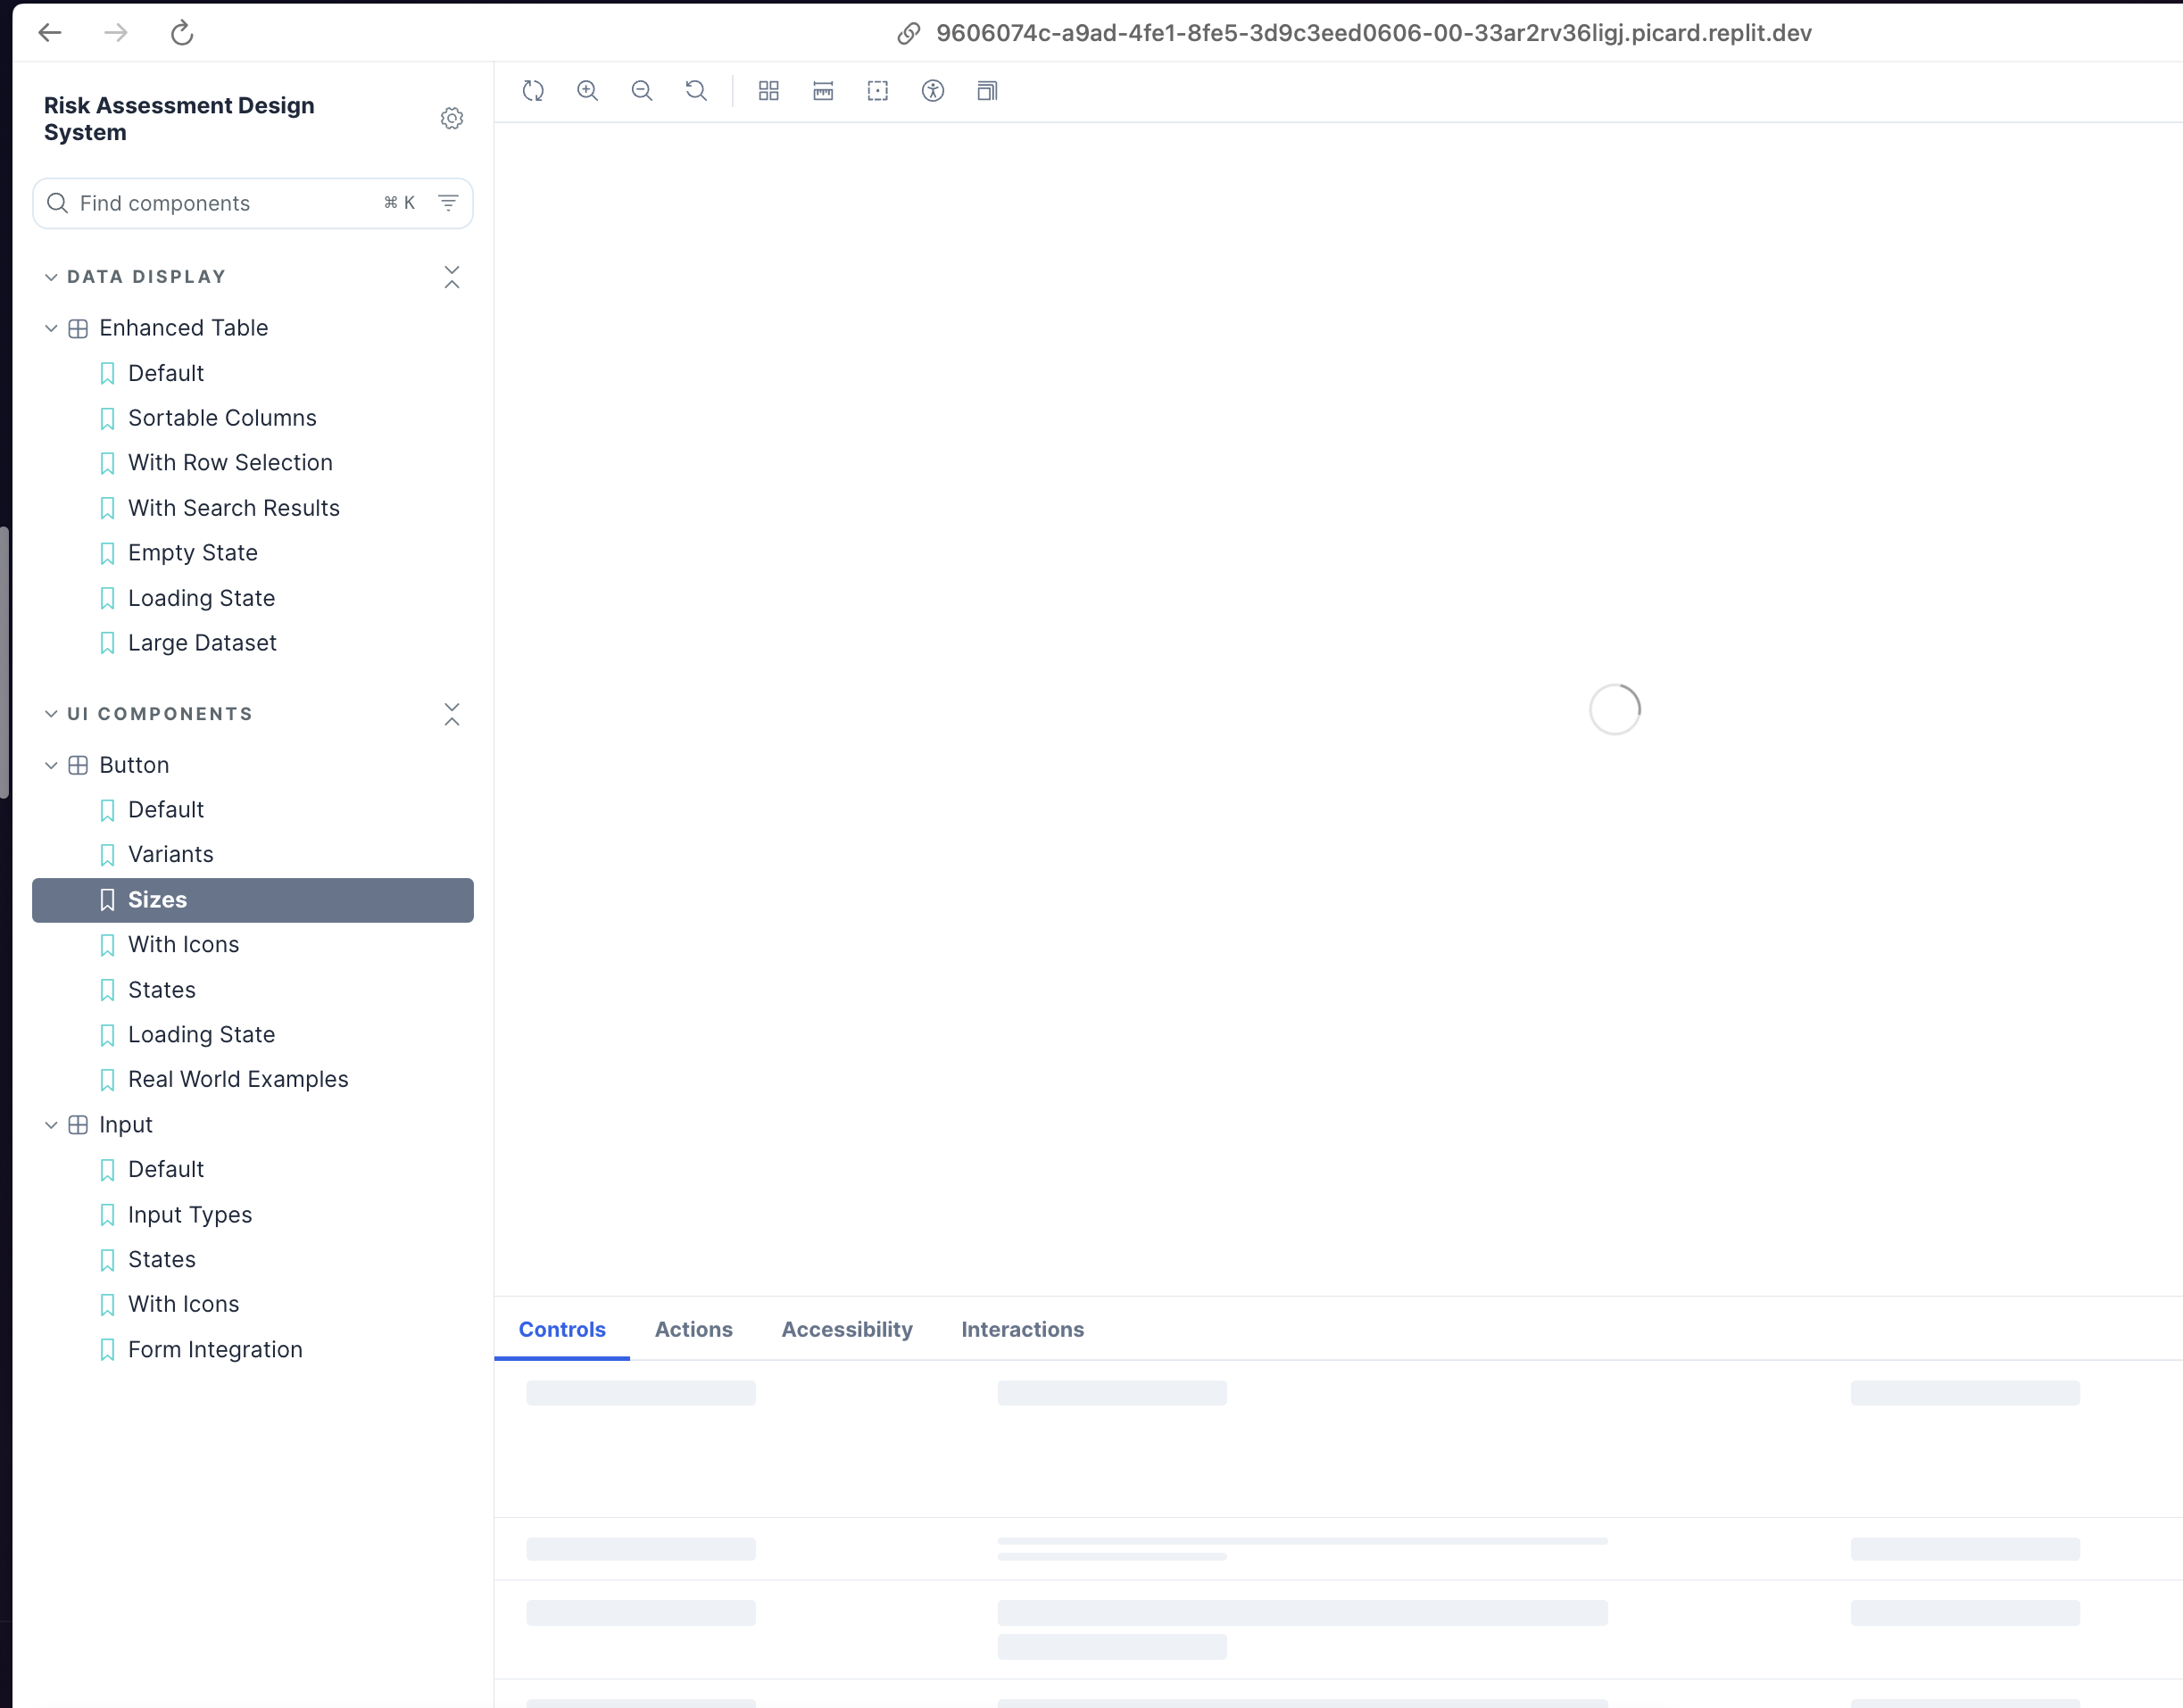 9606074c-a9ad-4fe1-8fe5-3d9c3eed0606-00-33ar2rv36ligj.picard.replit.dev
Risk Assessment Design
System
Find components
⌘ K
DATA DISPLAY
Enhanced Table
Default
Sortable Columns
With Row Selection
With Search Results
Empty State
Loading State
Large Dataset
UI COMPONENTS
Button
Default
Variants
Sizes
With Icons
States
Loading State
Real World Examples
Input
Default
Input Types
States
With Icons
Form Integration
Controls
Actions
Accessibility
Interactions